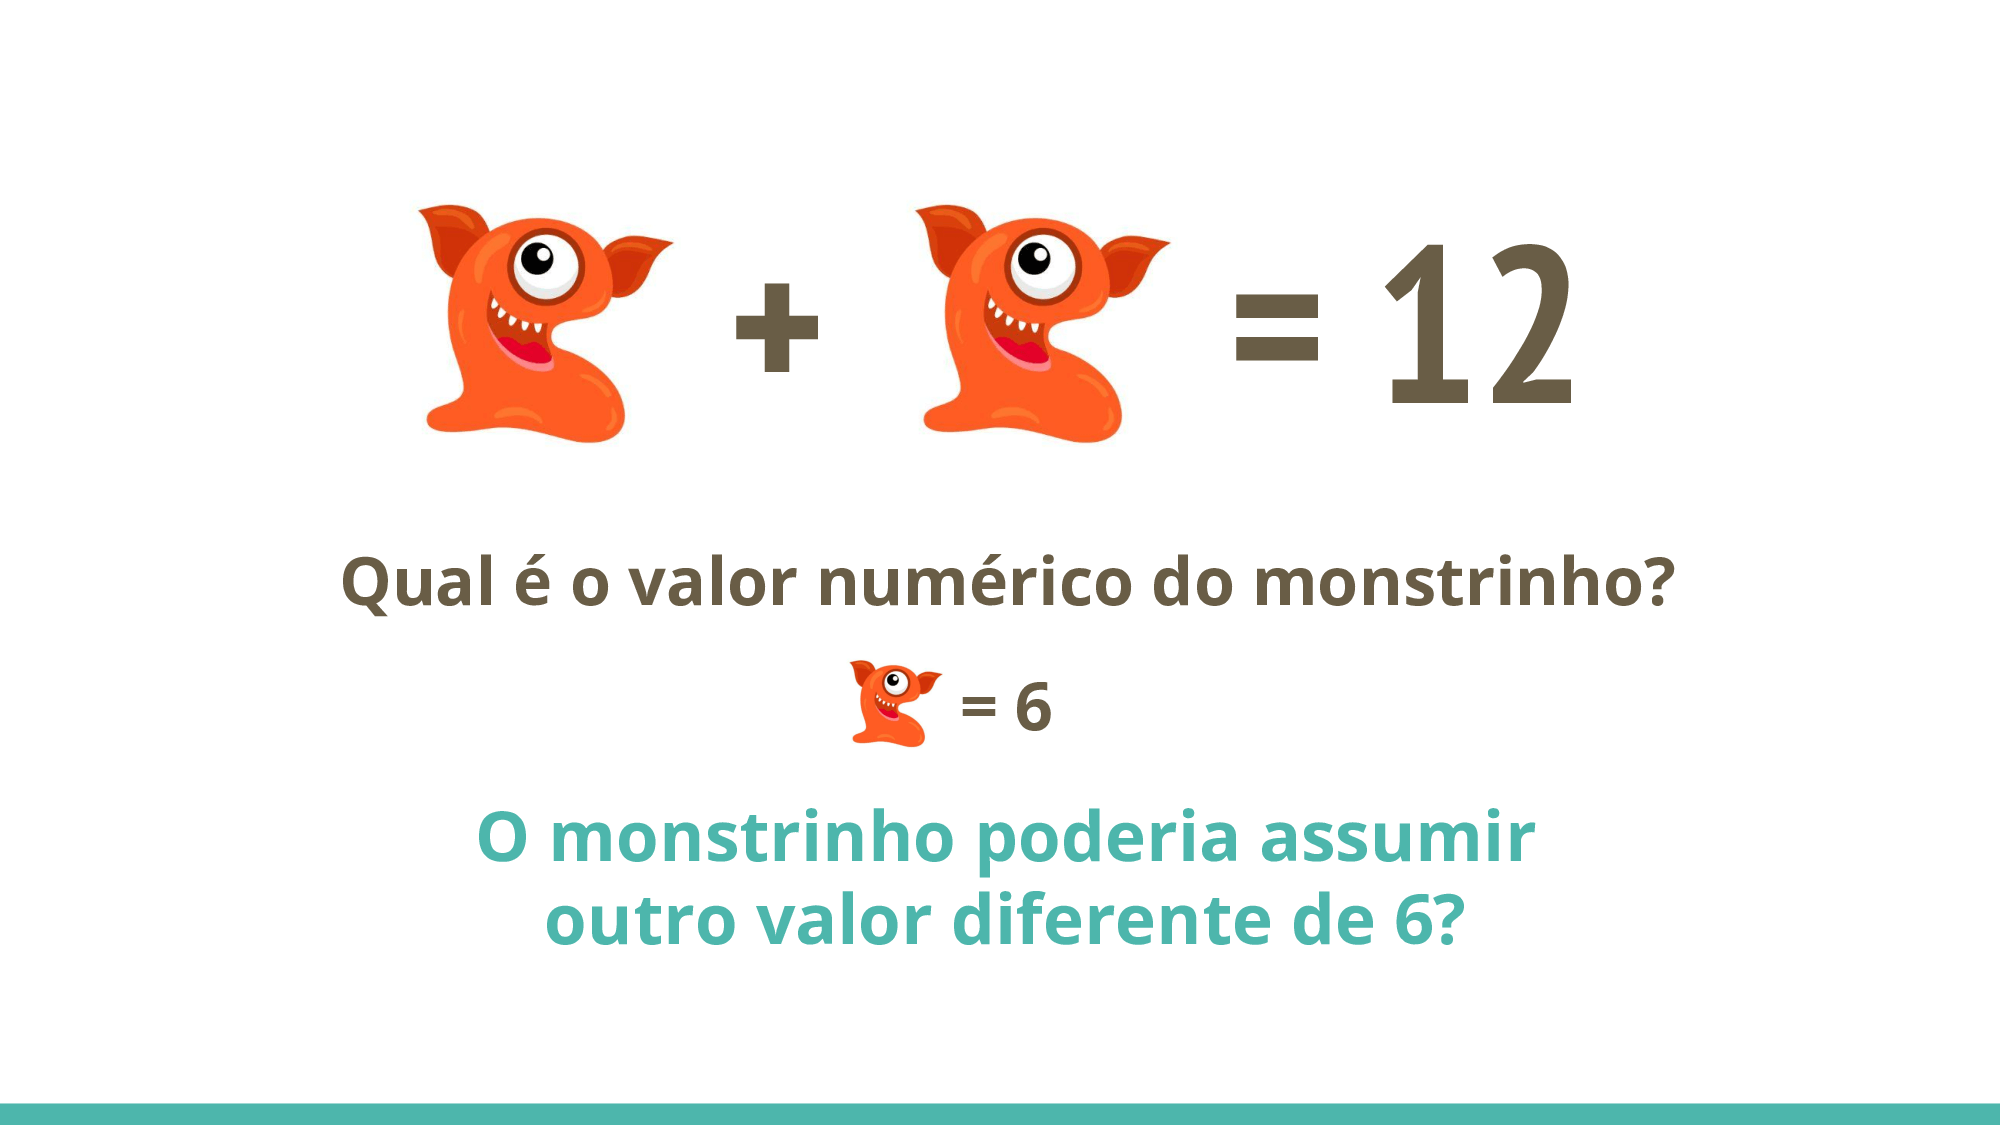 + = 12
Qual é o valor numérico do monstrinho?
= 6
O monstrinho poderia assumir
outro valor diferente de 6?